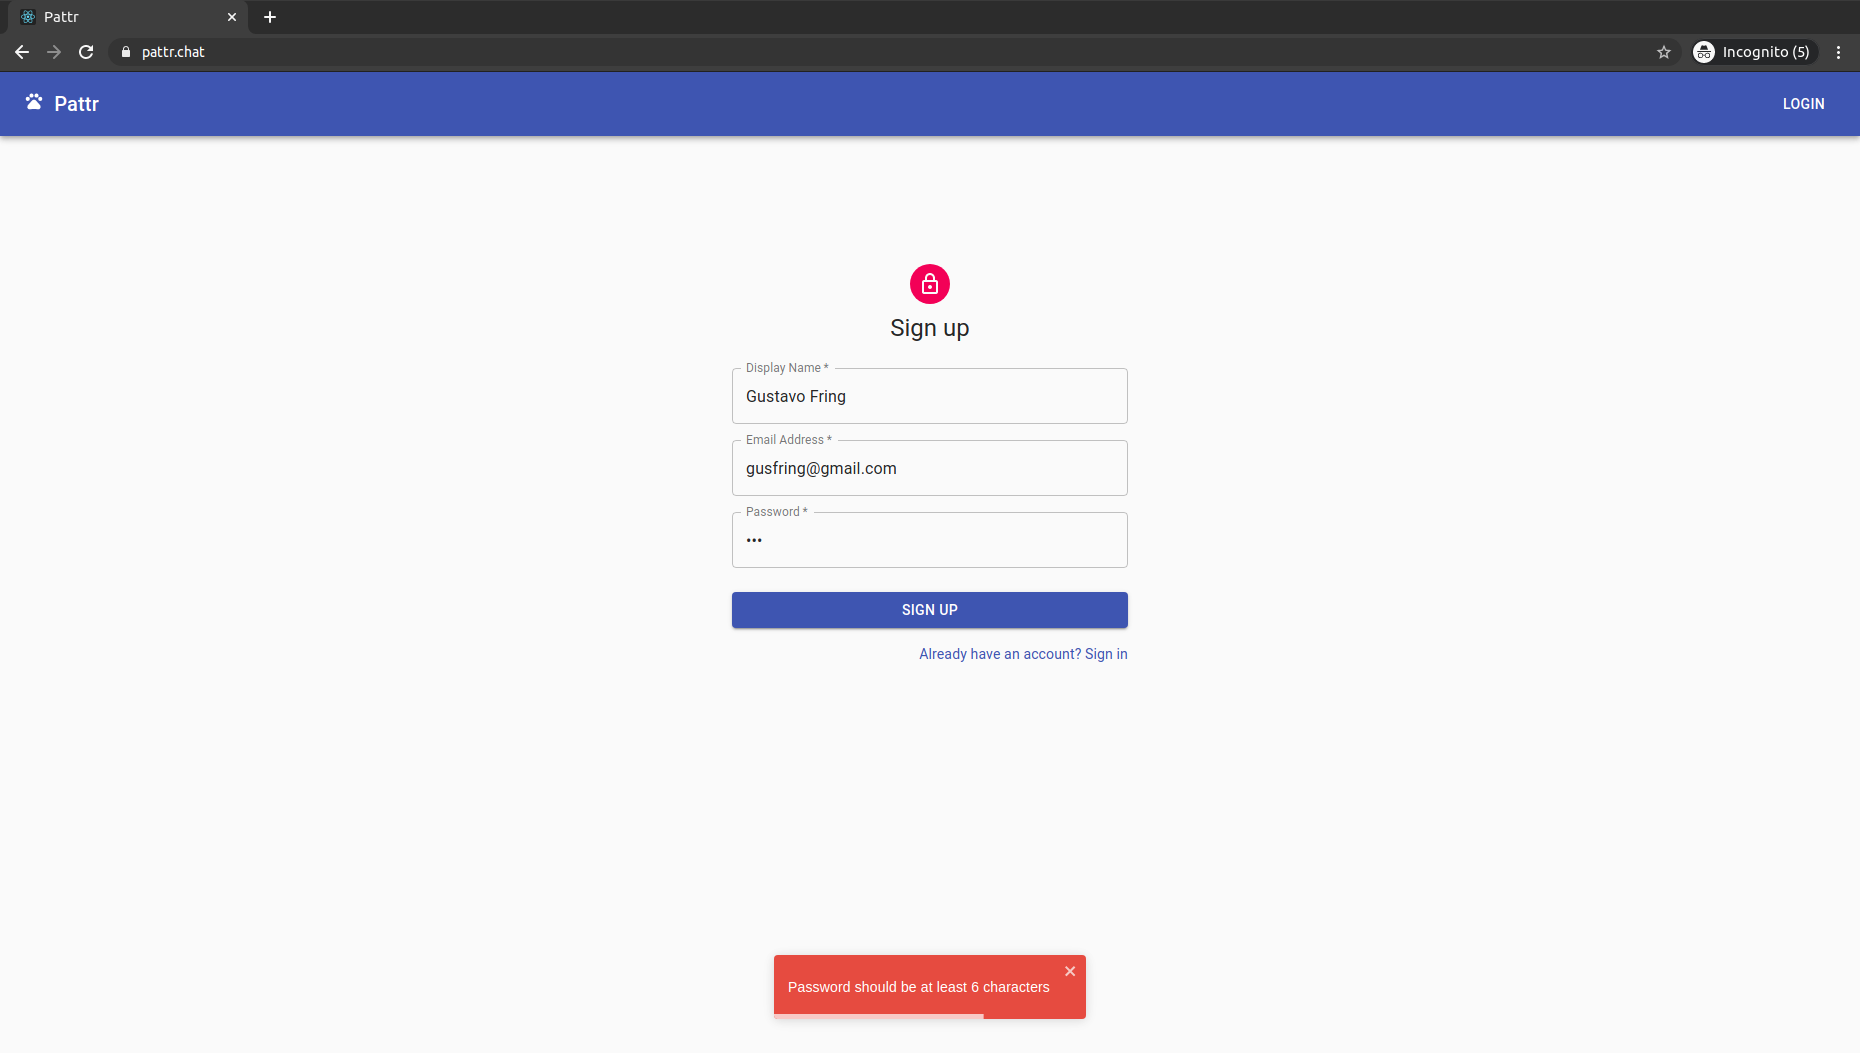 Pattr
pattr.chat
Incognito (5)
Pattr
LOGIN
Sign up
Display Name *
Gustavo Fring
Email Address *
gusfring@gmail.com
Password *
•••
SIGN UP
Already have an account? Sign in
Password should be at least 6 characters